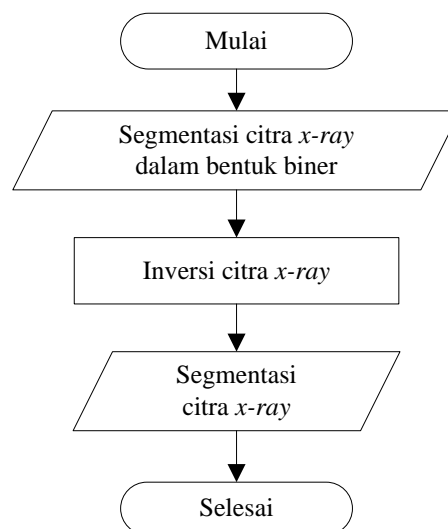 Mulai
Segmentasi citra x-ray
dalam bentuk biner
Inversi citra x-ray
Segmentasi
citra x-ray
Selesai